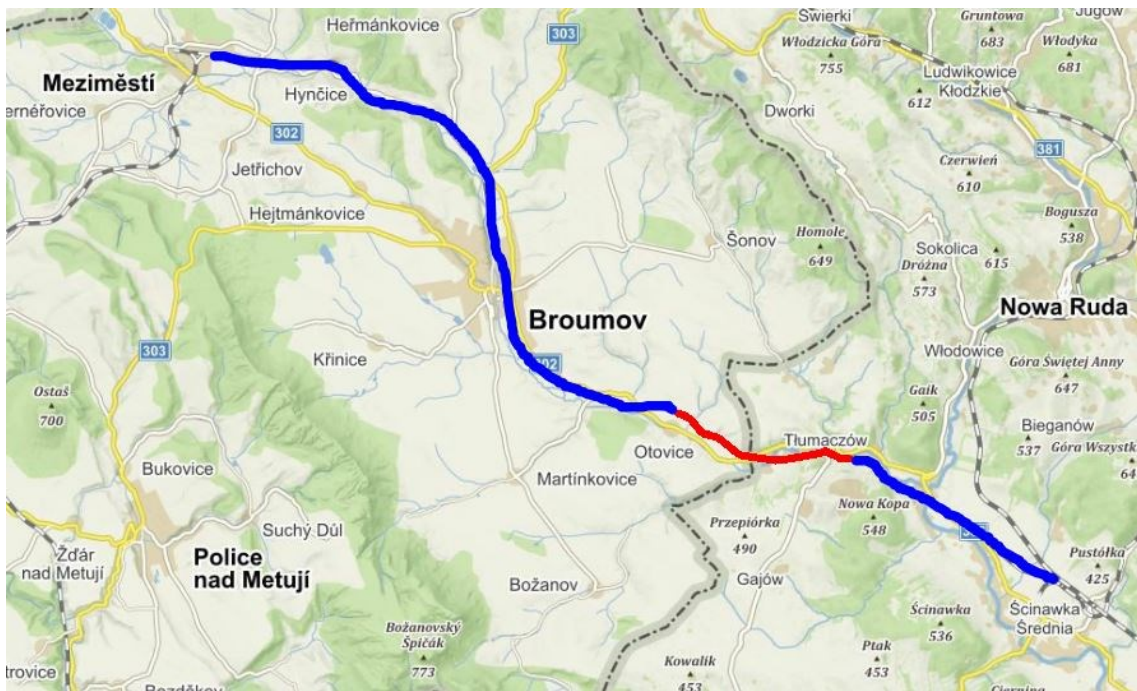 Heřmánkovice
303
Świerki
Gruntowa
683
Jugów
Włodzicka Góra
755
Włodyka
681
Meziměstí
Ludwikowice
Kłodzkie
612
Hynčice
302
Dworki
381
Jetřichov
Czerwień
610
Hejtmánkovice
Bogusza
538
Šonov
Homole
649
Sokolica
615
Dróżna
573
Nowa Ruda
Broumov
Křinice
303
Włodowice
Góra Świętej Anny
647
Ostaš
700
Gaik
505
Bieganów
537
Góra Wszystk
Otovice
Tłumaczów
Bukovice
Martínkovice
Nowa Kopa
548
Suchý Důl
Przepiórka
490
Žďár
nad Metují
Police
nad Metují
Pustółka
425
Božanov
Gajów
Ścinawka
Średnia
Ścinawka
536
Božanovský
Špičák
773
Ptak
453
Kowalik
453